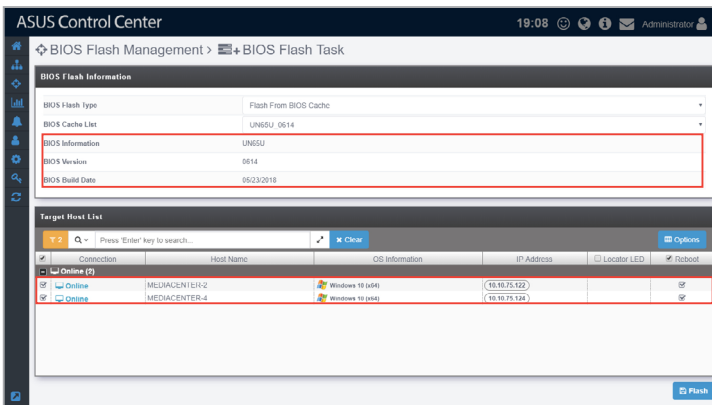 ASUS Control Center 19:08 Administrator
BIOS Flash Management > BIOS Flash Task
BIOS Flash Information
BIOS Flash Type Flash From BIOS Cache
BIOS Cache List UN65U_0614
BIOS Information UN65U
BIOS Version 0614
BIOS Build Date 05/23/2018
Target Host List
2 Press 'Enter' key to search... Clear Options
Connection Host Name OS Information IP Address Locator LED Reboot
Online (2)
Online MEDIACENTER-2 Windows 10 (x64) 10.10.75.122
Online MEDIACENTER-4 Windows 10 (x64) 10.10.75.124
Flash